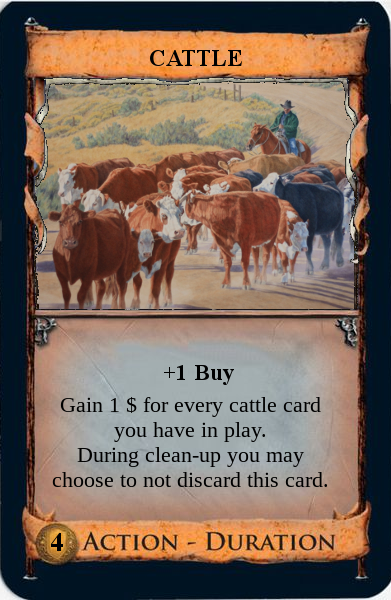 CATTLE
+1 Buy
Gain 1 $ for every cattle card
you have in play.
During clean-up you may
choose to not discard this card.
4 ACTION - DURATION